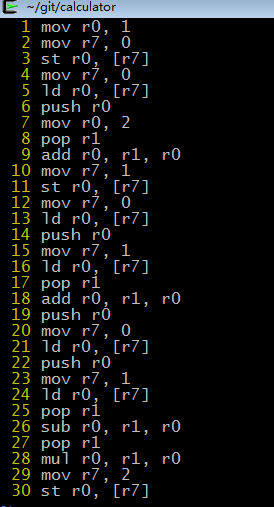 ~/git/calculator
1 mov r0, 1
2 mov r7, 0
3 st r0, [r7]
4 mov r7, 0
5 ld r0, [r7]
6 push r0
7 mov r0, 2
8 pop r1
9 add r0, r1, r0
10 mov r7, 1
11 st r0, [r7]
12 mov r7, 0
13 ld r0, [r7]
14 push r0
15 mov r7, 1
16 ld r0, [r7]
17 pop r1
18 add r0, r1, r0
19 push r0
20 mov r7, 0
21 ld r0, [r7]
22 push r0
23 mov r7, 1
24 ld r0, [r7]
25 pop r1
26 sub r0, r1, r0
27 pop r1
28 mul r0, r1, r0
29 mov r7, 2
30 st r0, [r7]